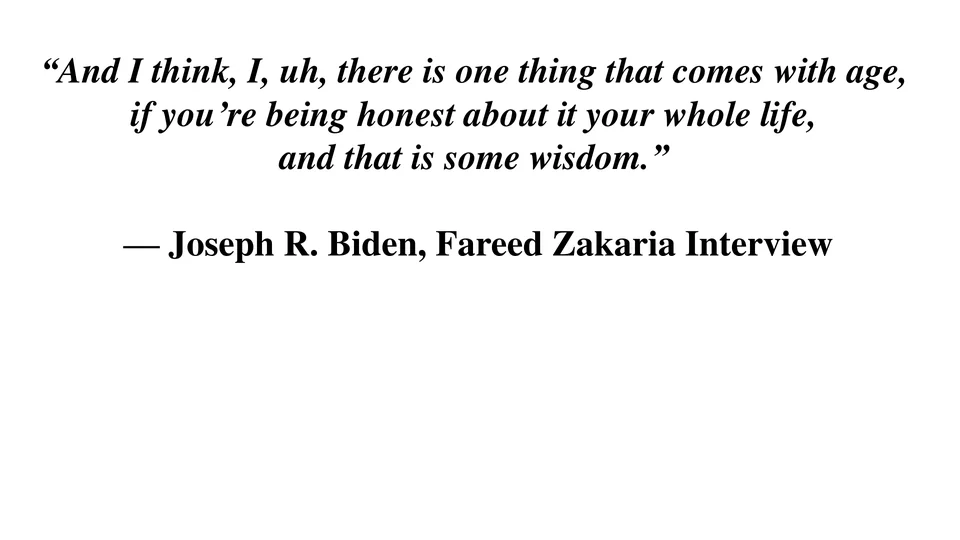 “And I think, I, uh, there is one thing that comes with age,
if you’re being honest about it your whole life,
and that is some wisdom.”
— Joseph R. Biden, Fareed Zakaria Interview